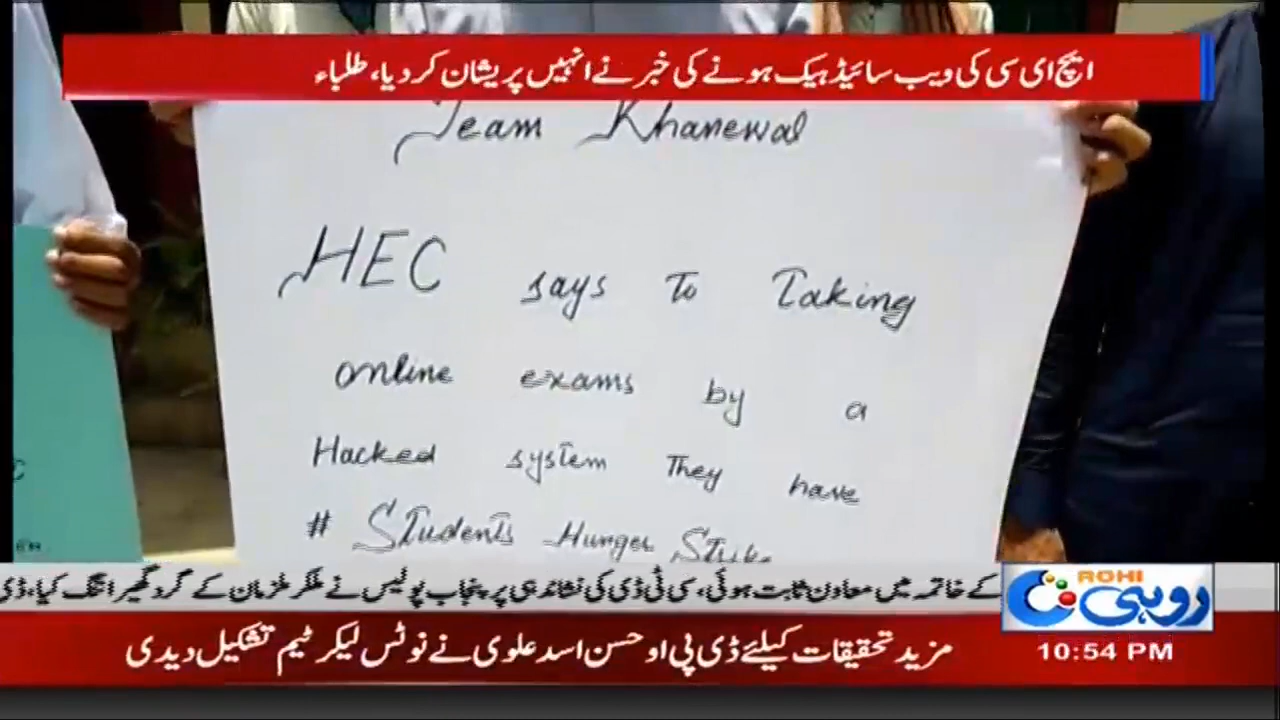 ایچ ای سی کی ویب سائیڈ ہیک ہونے کی خبر نے انہیں پریشان کر دیا، طلباء
Team Khanewal
HEC says to Taking
online exams by a
Hacked system They have
# Students Hunger Strike
کے خاتمہ میں معاون ثابت ہوئی، سی ٹی ڈی کی نشاندہی پر پنجاب پولیس نے ملزمان کے گرد گھیرا تنگ کیا، ڈی
ROHI
روہی
مزید تحقیقات کیلئے ڈی پی او حسن اسد علوی نے نوٹس لیکر ٹیم تشکیل دیدی
10:54 PM